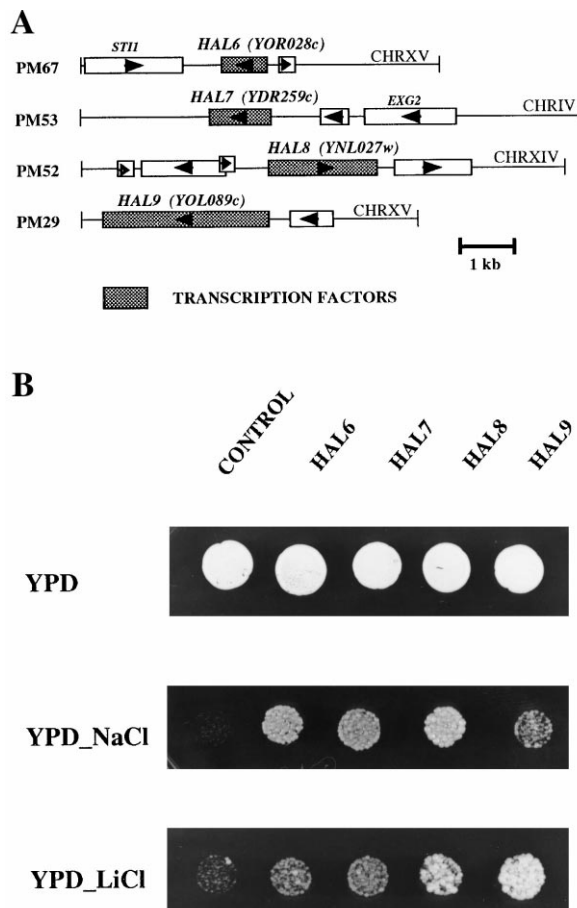 A
STI1
HAL6 (YOR028c)
CHRXV
PM67
HAL7 (YDR259c)
EXG2
PM53
CHRIV
HAL8 (YNL027w)
PM52
CHRXIV
HAL9 (YOL089c)
PM29
CHRXV
1 kb
TRANSCRIPTION FACTORS
B
CONTROL
HAL6
HAL7
HAL8
HAL9
YPD
YPD_NaCl
YPD_LiCl